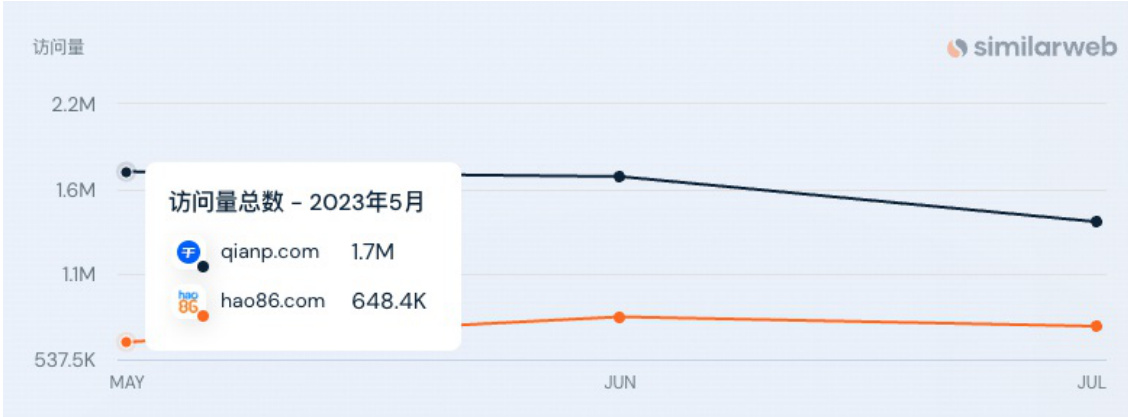 访问量
similarweb
2.2M
1.6M
访问量总数 - 2023年5月
qianp.com 1.7M
1.1M
hao86.com 648.4K
hao 86
537.5K
MAY JUN JUL